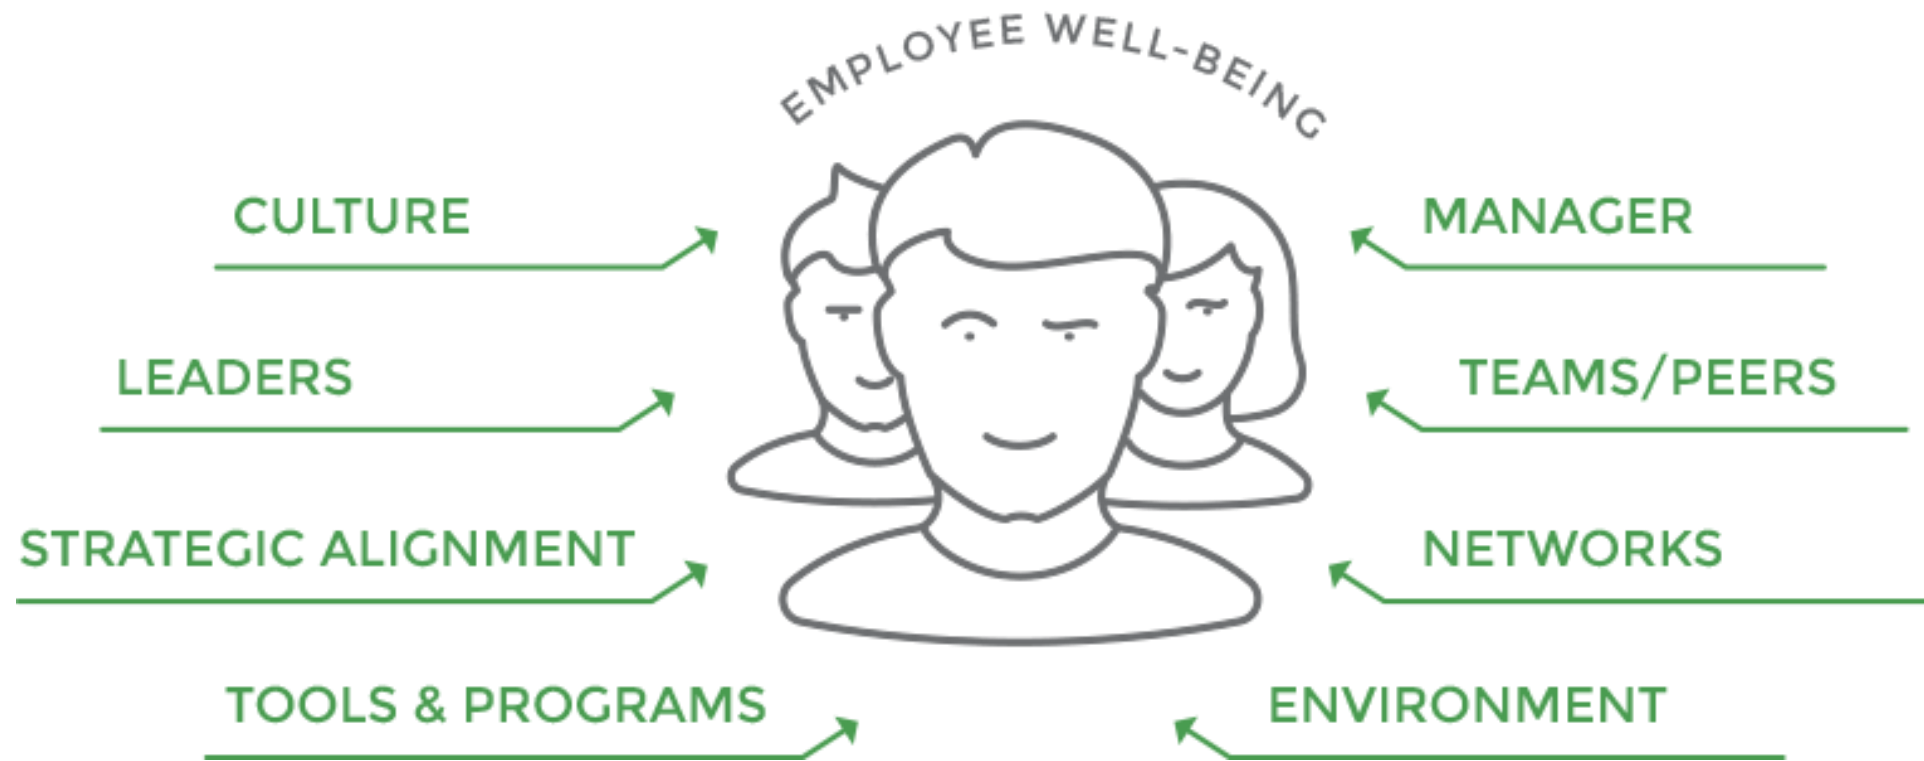 EMPLOYEE WELL-BEING
CULTURE
MANAGER
LEADERS
TEAMS/PEERS
STRATEGIC ALIGNMENT
NETWORKS
TOOLS & PROGRAMS
ENVIRONMENT